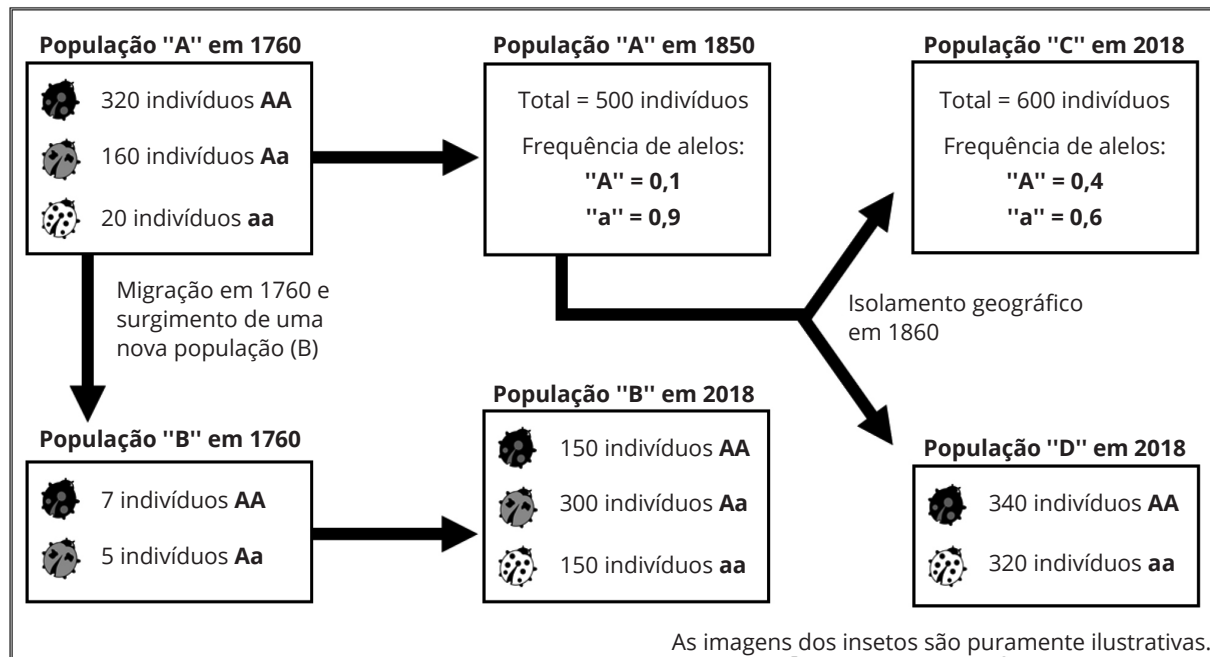 População "A" em 1760
320 indivíduos AA
160 indivíduos Aa
20 indivíduos aa
População "A" em 1850
Total = 500 indivíduos
Frequência de alelos:
"A" = 0,1
"a" = 0,9
População "C" em 2018
Total = 600 indivíduos
Frequência de alelos:
"A" = 0,4
"a" = 0,6
Migração em 1760 e
surgimento de uma
nova população (B)
Isolamento geográfico
em 1860
População "B" em 1760
7 indivíduos AA
5 indivíduos Aa
População "B" em 2018
150 indivíduos AA
300 indivíduos Aa
150 indivíduos aa
População "D" em 2018
340 indivíduos AA
320 indivíduos aa
As imagens dos insetos são puramente ilustrativas.